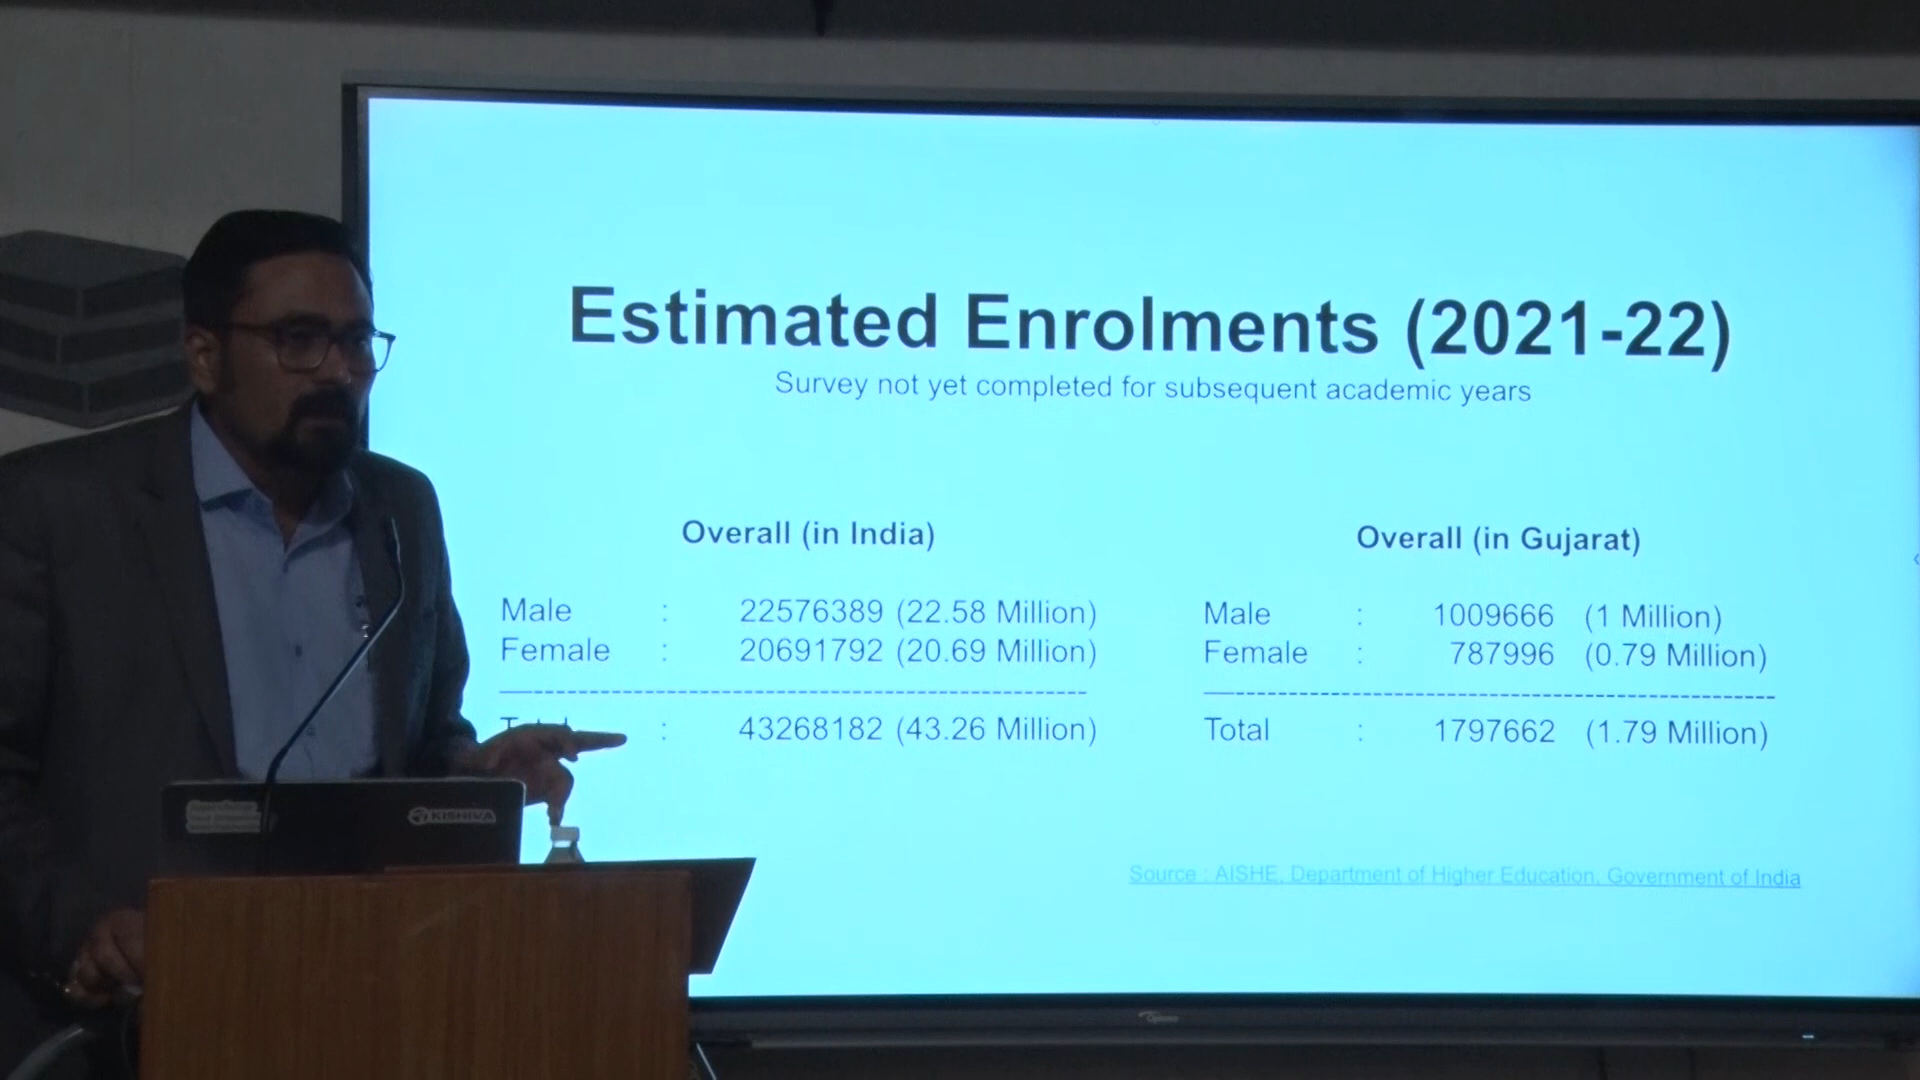 Estimated Enrolments (2021-22)
Survey not yet completed for subsequent academic years
Overall (in India)
Male : 22576389 (22.58 Million)
Female : 20691792 (20.69 Million)
Total : 43268182 (43.26 Million)
Overall (in Gujarat)
Male : 1009666 (1 Million)
Female : 787996 (0.79 Million)
Total : 1797662 (1.79 Million)
Source : AISHE, Department of Higher Education, Government of India
KISHIVA